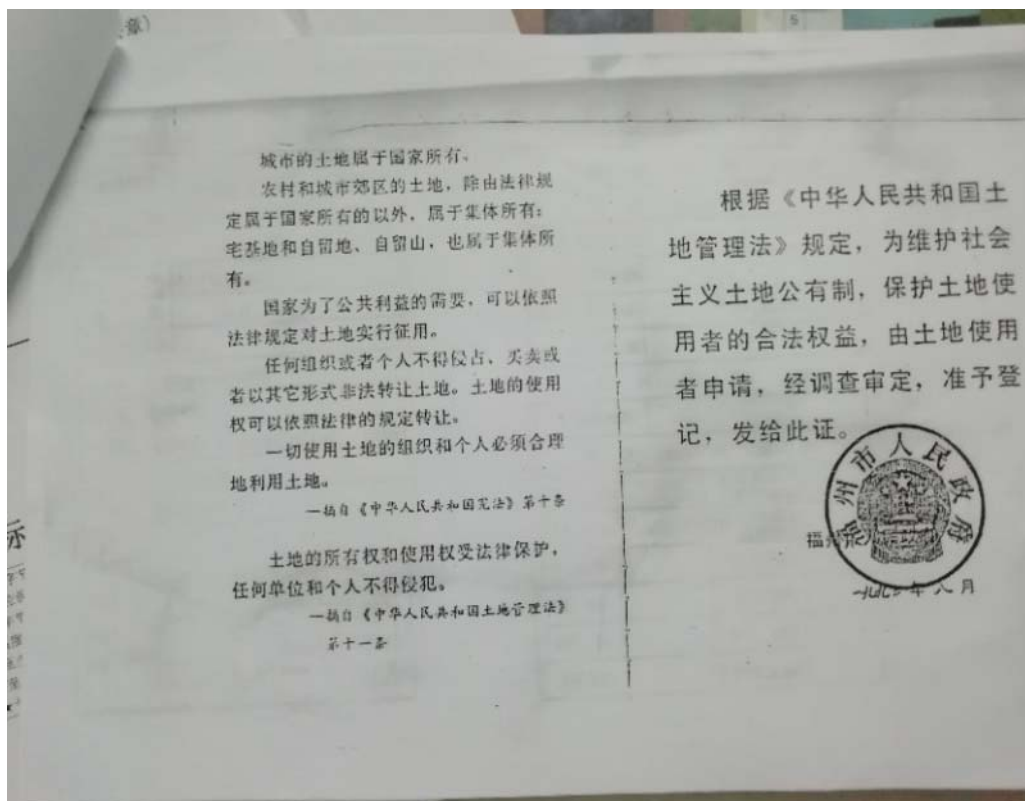 章)
5
城市的土地属于国家所有、
农村和城市郊区的土地，除由法律规
定属于国家所有的以外，属于集体所有；
宅基地和自留地、自留山，也属于集体所
有。
国家为了公共利益的需要，可以依照
法律规定对土地实行征用。
任何组织或者个人不得侵占、买卖或
者以其它形式非法转让土地。土地的使用
权可以依照法律的规定转让。
一切使用土地的组织和个人必须合理
地利用土地。
—摘自《中华人民共和国宪法》第十条
土地的所有权和使用权受法律保护，
任何单位和个人不得侵犯。
—摘自《中华人民共和国土地管理法》
第十一条
根据《中华人民共和国土
地管理法》规定，为维护社会
主义土地公有制，保护土地使
用者的合法权益，由土地使用
者申请，经调查审定，准予登
记，发给此证。
福州市人民政府
福州
年八月
标